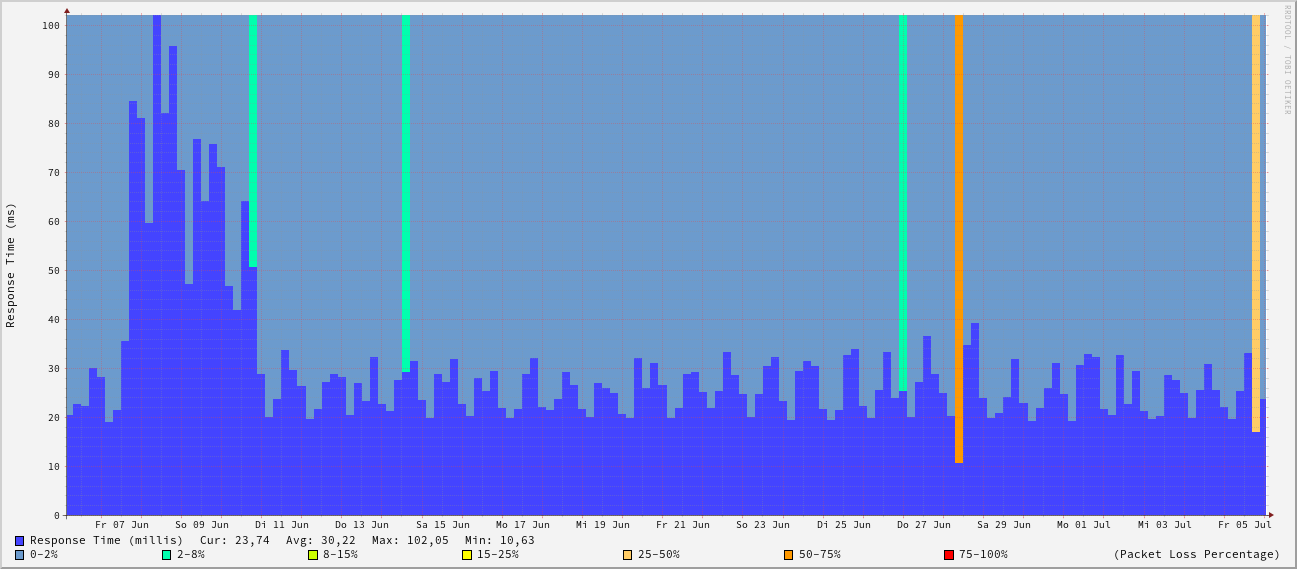 RRDTOOL / TOBI OETIKER
Response Time (ms)
100
90
80
70
60
50
40
30
20
10
0
Fr 07 Jun So 09 Jun Di 11 Jun Do 13 Jun Sa 15 Jun Mo 17 Jun Mi 19 Jun Fr 21 Jun So 23 Jun Di 25 Jun Do 27 Jun Sa 29 Jun Mo 01 Jul Mi 03 Jul Fr 05 Jul
Response Time (millis) Cur: 23,74 Avg: 30,22 Max: 102,05 Min: 10,63
0-2% 2-8% 8-15% 15-25% 25-50% 50-75% 75-100% (Packet Loss Percentage)